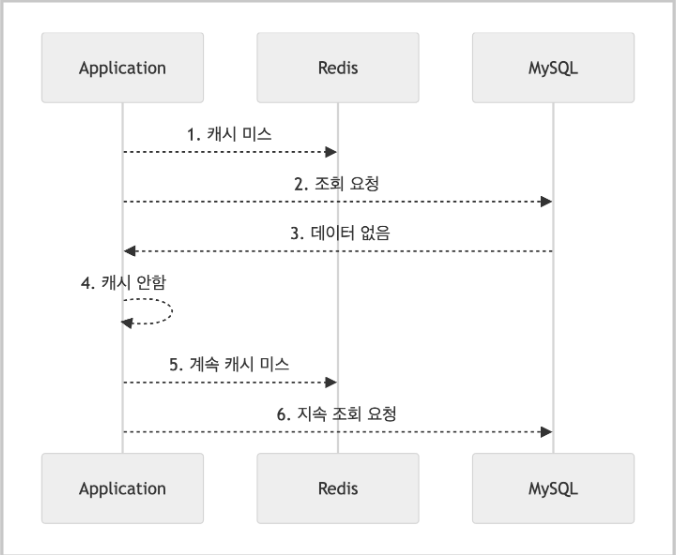 Application
Redis
MySQL
1. 캐시 미스
2. 조회 요청
3. 데이터 없음
4. 캐시 안함
5. 계속 캐시 미스
6. 지속 조회 요청
Application
Redis
MySQL